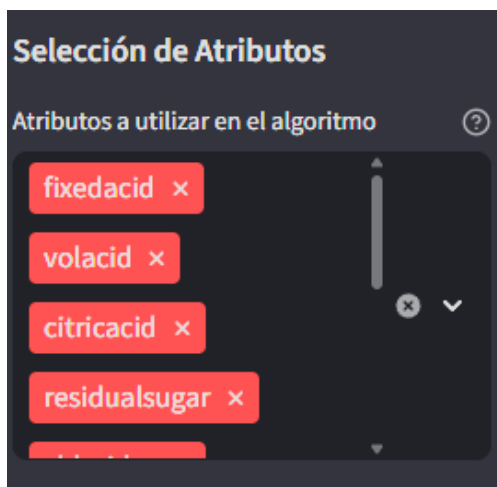 Selección de Atributos
Atributos a utilizar en el algoritmo
fixedacid ×
volacid ×
citricacid ×
residualsugar ×